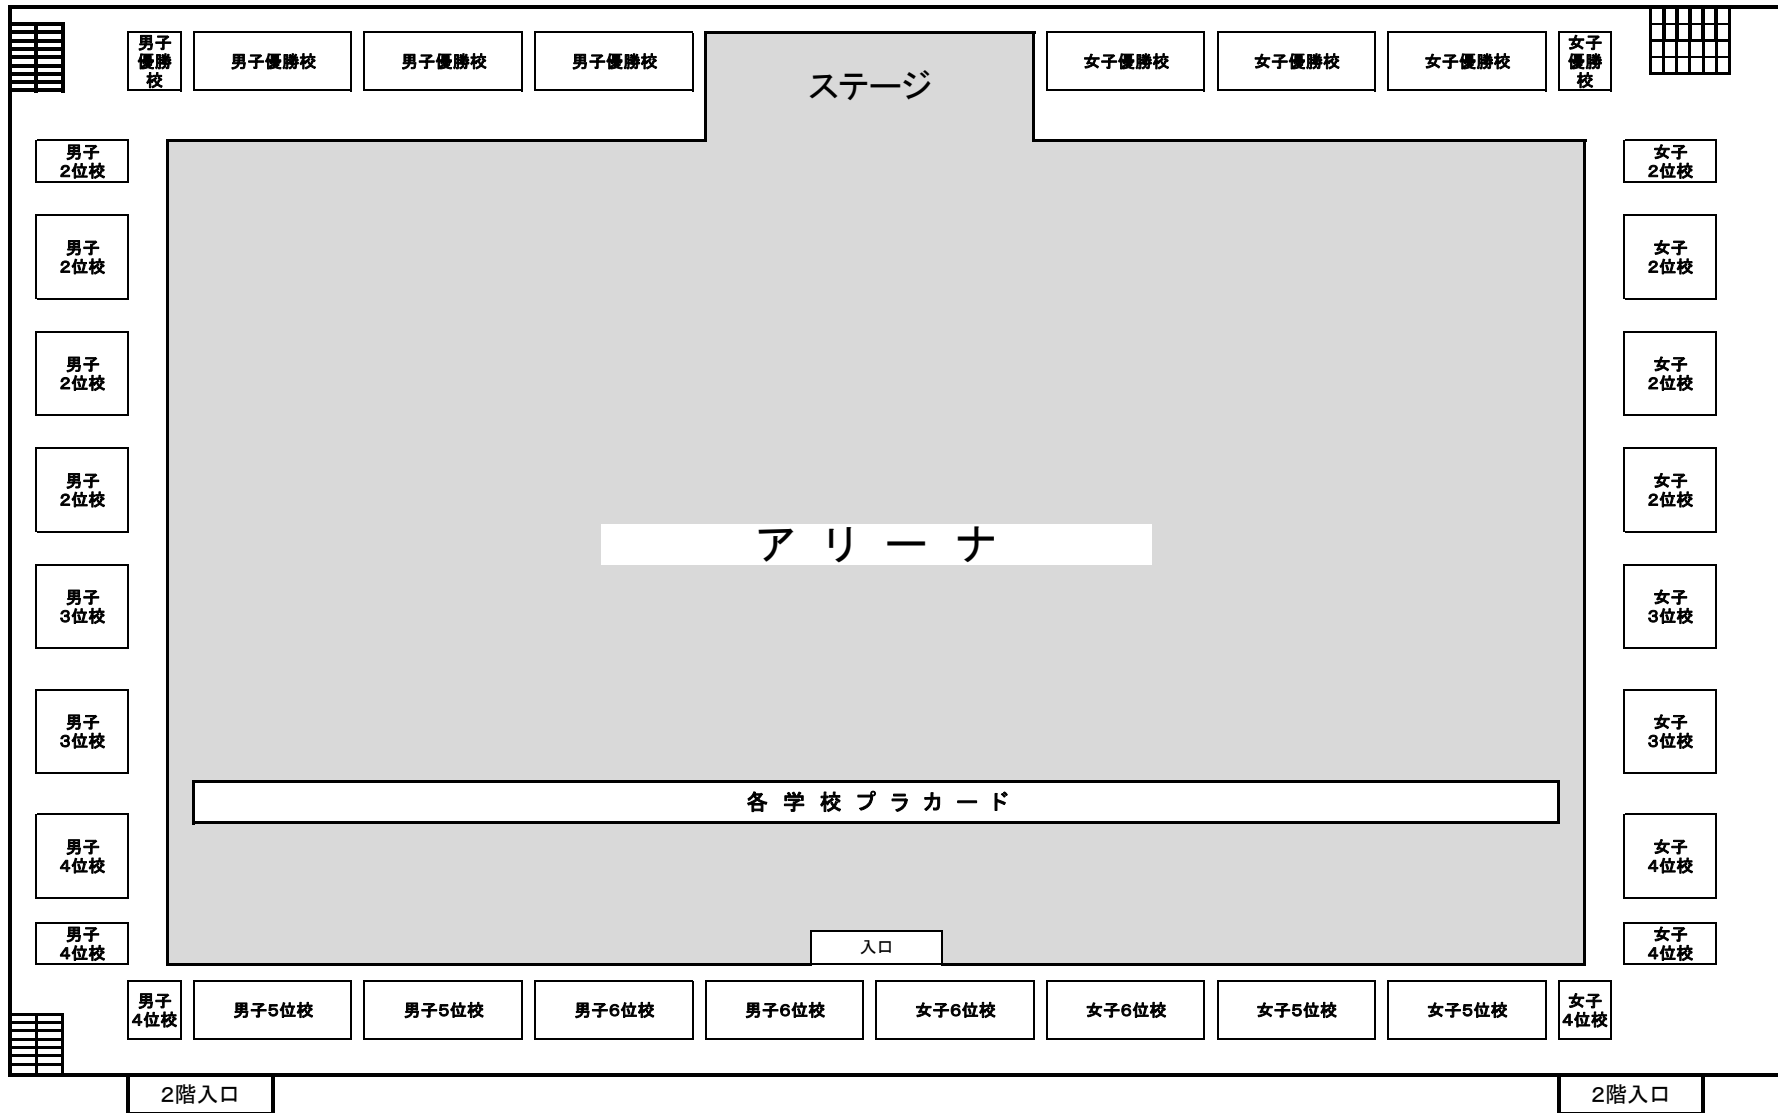 男子
優勝
校
男子優勝校
男子優勝校
男子優勝校
ステージ
女子優勝校
女子優勝校
女子優勝校
女子
優勝
校
男子
2位校
女子
2位校
男子
2位校
女子
2位校
男子
2位校
女子
2位校
男子
2位校
女子
2位校
アリーナ
男子
3位校
女子
3位校
男子
3位校
女子
3位校
各学校プラカード
男子
4位校
女子
4位校
男子
4位校
入口
女子
4位校
男子
4位校
男子5位校
男子5位校
男子6位校
男子6位校
女子6位校
女子6位校
女子5位校
女子5位校
女子
4位校
2階入口
2階入口